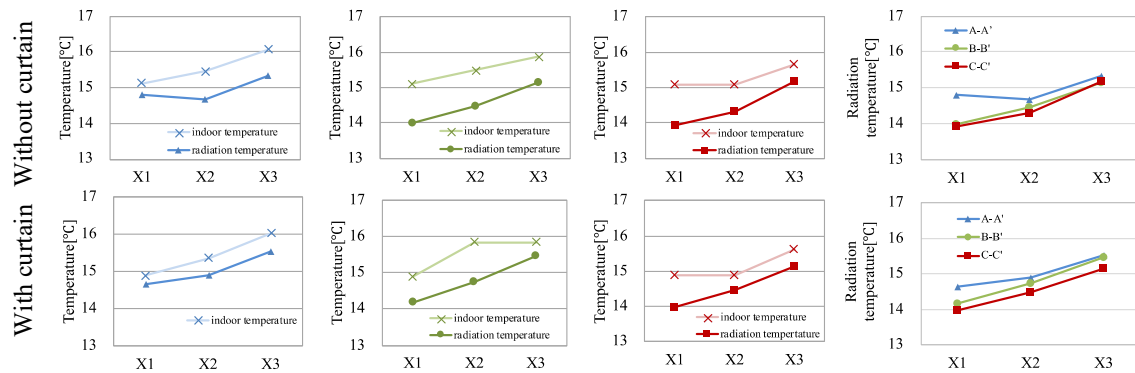 Without curtain
Temperature[°C]
17
16
15
14
13
indoor temperature
radiation temperature
X1 X2 X3
Temperature[°C]
17
16
15
14
13
indoor temperature
radiation temperature
X1 X2 X3
Temperature[°C]
17
16
15
14
13
indoor temperature
radiation temperature
X1 X2 X3
Radiation
temperature[°C]
17
16
15
14
13
A-A'
B-B'
C-C'
X1 X2 X3
With curtain
Temperature[°C]
17
16
15
14
13
indoor temperature
X1 X2 X3
Temperature[°C]
17
16
15
14
13
indoor temperature
radiation temperature
X1 X2 X3
Temperature[°C]
17
16
15
14
13
indoor temperature
radiation tempertature
X1 X2 X3
Radiation
temperature[°C]
17
16
15
14
13
A-A'
B-B'
C-C'
X1 X2 X3